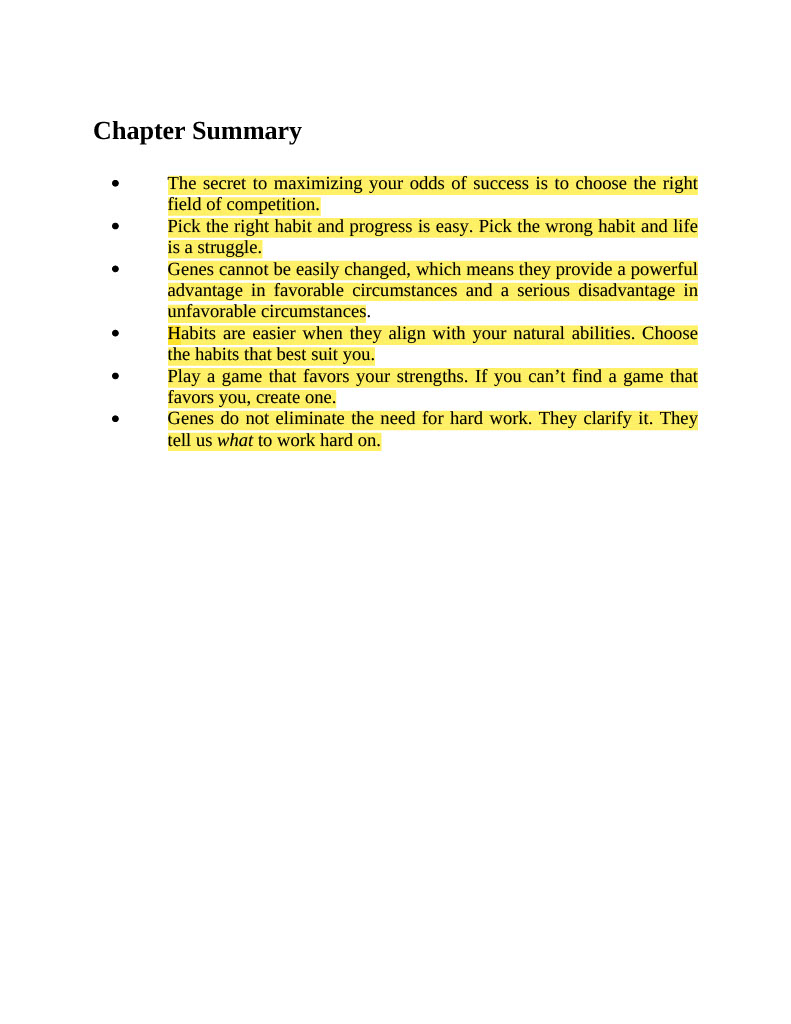 Chapter Summary
• The secret to maximizing your odds of success is to choose the right
field of competition.
• Pick the right habit and progress is easy. Pick the wrong habit and life
is a struggle.
• Genes cannot be easily changed, which means they provide a powerful
advantage in favorable circumstances and a serious disadvantage in
unfavorable circumstances.
• Habits are easier when they align with your natural abilities. Choose
the habits that best suit you.
• Play a game that favors your strengths. If you can’t find a game that
favors you, create one.
• Genes do not eliminate the need for hard work. They clarify it. They
tell us what to work hard on.